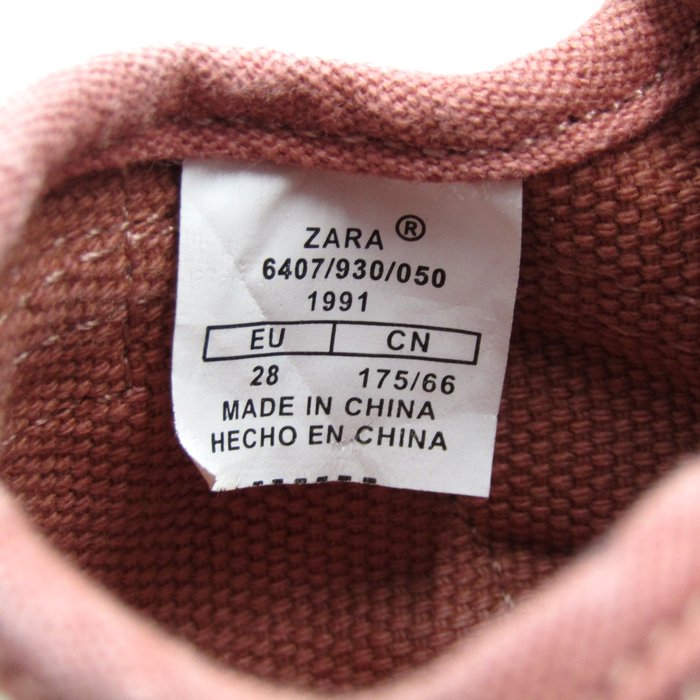 ZARA ®
6407/930/050
1991
EU CN
28 175/66
MADE IN CHINA
HECHO EN CHINA